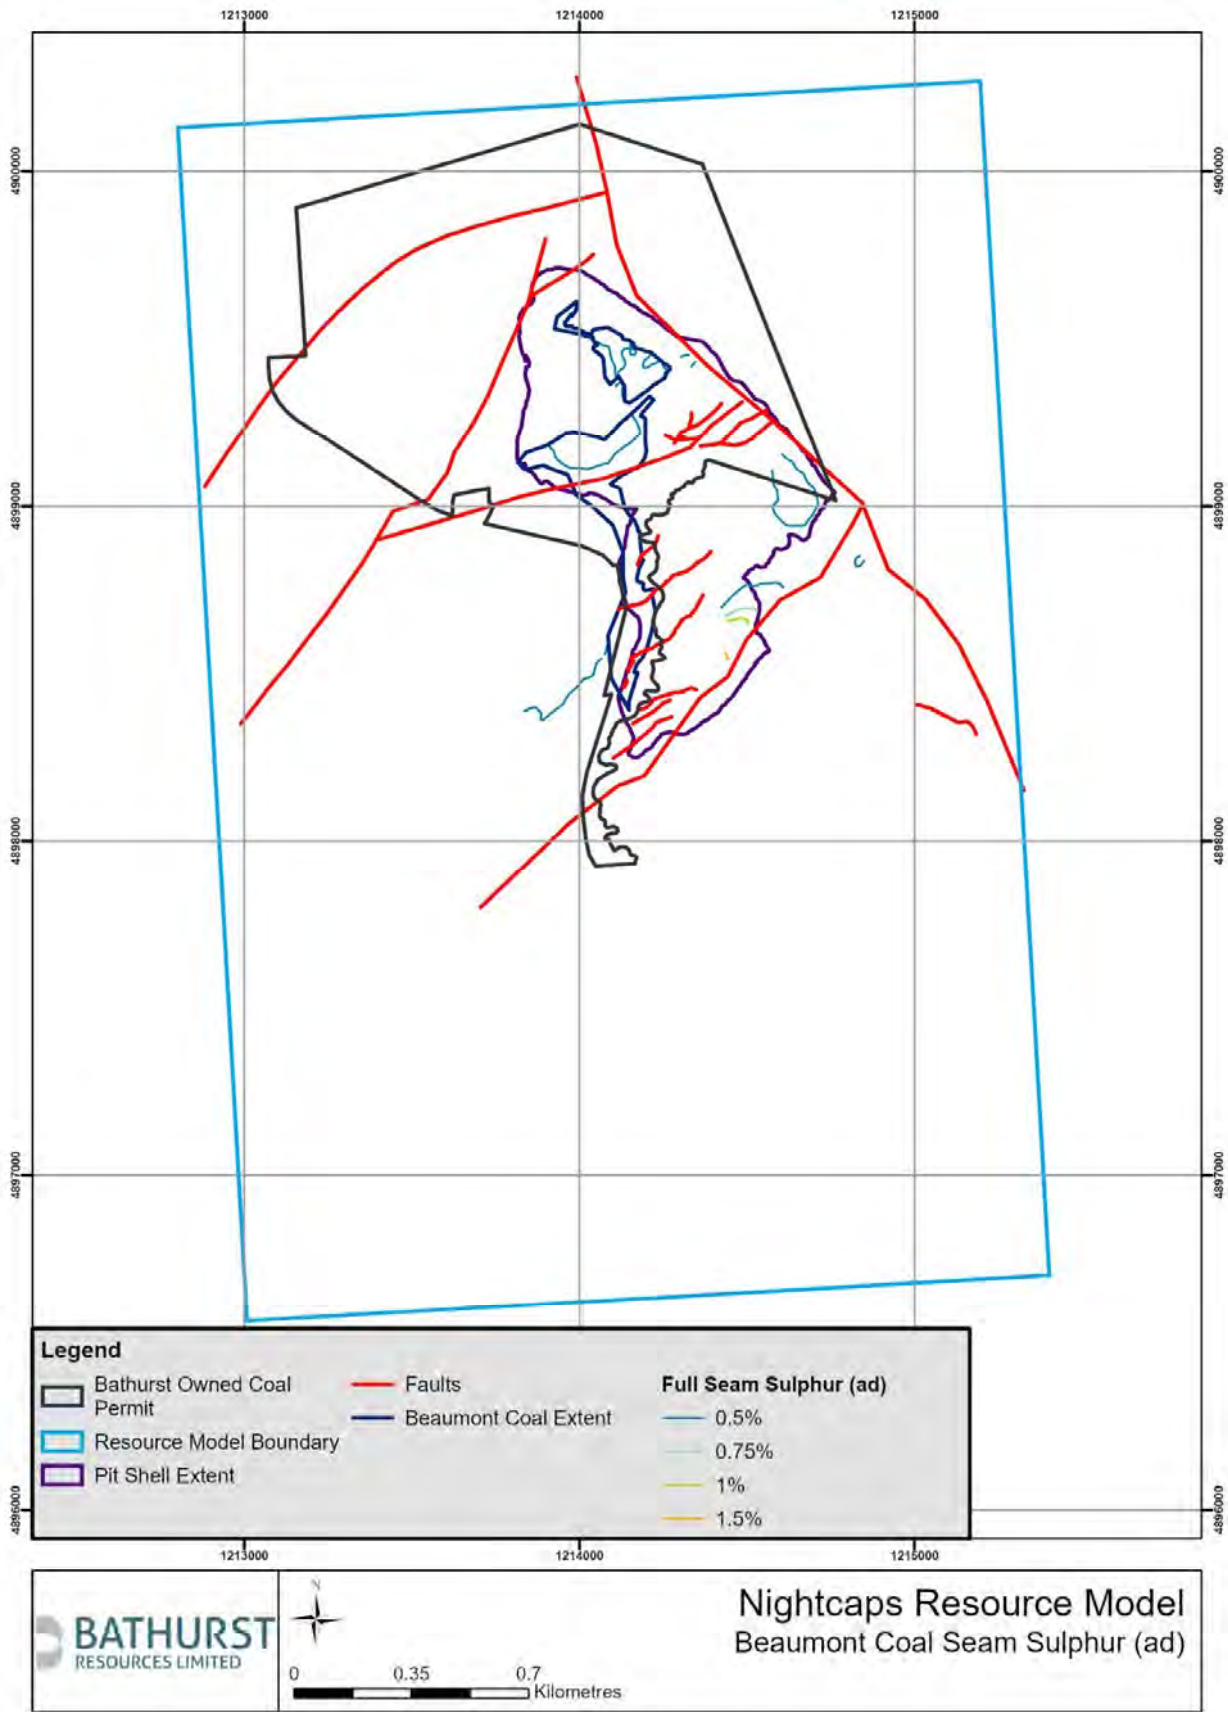 1213000
1214000
1215000
4900000
4900000
4899000
4899000
4898000
4898000
4897000
4897000
4896000
4896000
Legend
Bathurst Owned Coal
Permit
Resource Model Boundary
Pit Shell Extent
Faults
Beaumont Coal Extent
Full Seam Sulphur (ad)
0.5%
0.75%
1%
1.5%
1213000
1214000
1215000
BATHURST
RESOURCES LIMITED
N
0
0.35
0.7
Kilometres
Nightcaps Resource Model
Beaumont Coal Seam Sulphur (ad)